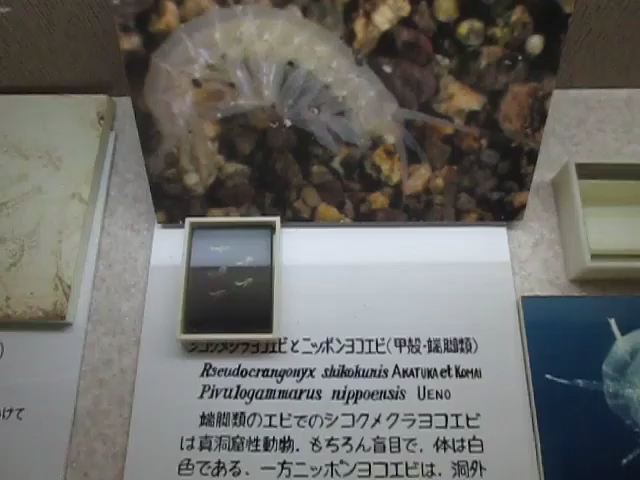 シコクメクラヨコエビとニッポンヨコエビ(甲殻・端脚類)
Rseudocrangonyx shikokunis AKATUKA et KOMAI
Pivulogammarus nippoensis UENO
端脚類のエビでのシコクメクラヨコエビ
は真洞窟性動物。もちろん盲目で、体は白
色である。一方ニッポンヨコエビは、洞外
)
けて